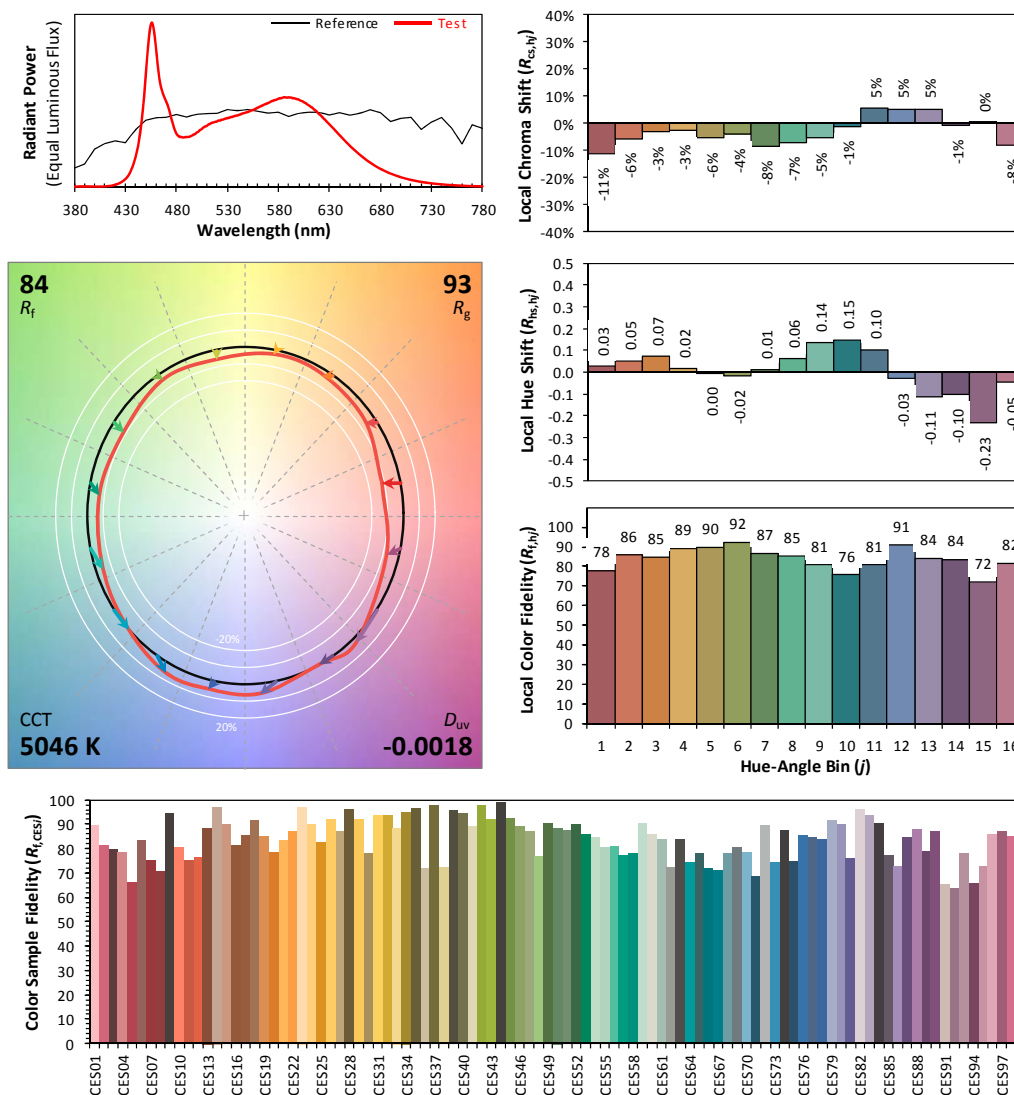 Radiant Power
(Equal Luminous Flux)
Reference
Test
380 430 480 530 580 630 680 730 780
Wavelength (nm)
Local Chroma Shift (Rcs,hj)
40%
30%
20%
10%
0%
-10%
-20%
-30%
-40%
-11% -6% -3% -3% -6% -4% -8% -7% -5% -1% 5% 5% 5% -1% 0% -8%
84
Rf
93
Rg
-20%
20%
CCT
5046 K
Duv
-0.0018
Local Hue Shift (Rhs,hj)
0.5
0.4
0.3
0.2
0.1
0.0
-0.1
-0.2
-0.3
-0.4
-0.5
0.03 0.05 0.07 0.02 0.00 -0.02 0.01 0.06 0.14 0.15 0.10 -0.03 -0.11 -0.10 -0.23 -0.05
Local Color Fidelity (Rf,hj)
100
90
80
70
60
50
40
30
20
10
0
78 86 85 89 90 92 87 85 81 76 81 91 84 84 72 82
1 2 3 4 5 6 7 8 9 10 11 12 13 14 15 16
Hue-Angle Bin (j)
Color Sample Fidelity (Rf,CESi)
100
90
80
70
60
50
40
30
20
10
0
CES01 CES04 CES07 CES10 CES13 CES16 CES19 CES22 CES25 CES28 CES31 CES34 CES37 CES40 CES43 CES46 CES49 CES52 CES55 CES58 CES61 CES64 CES67 CES70 CES73 CES76 CES79 CES82 CES85 CES88 CES91 CES94 CES97